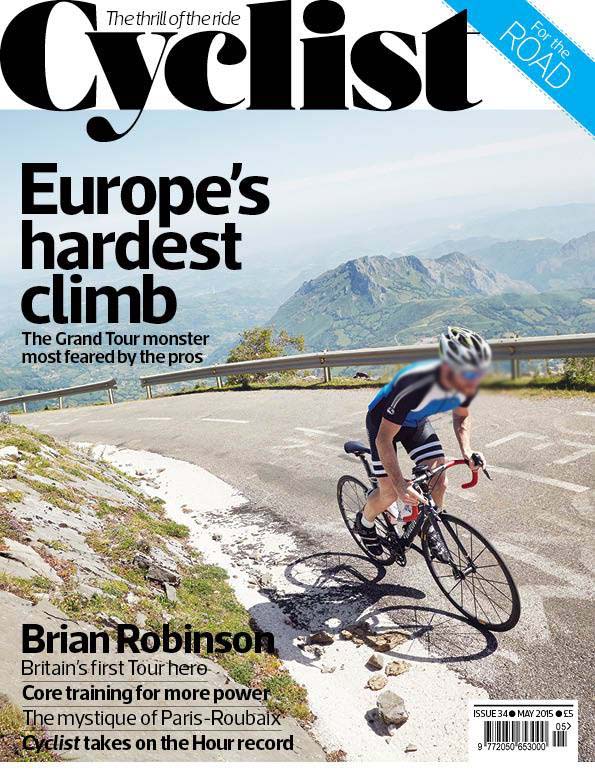 The thrill of the ride
Cyclist
For the
ROAD
Europe's
hardest
climb
The Grand Tour monster
most feared by the pros
Brian Robinson
Britain's first Tour hero
Core training for more power
The mystique of Paris-Roubaix
Cyclist takes on the Hour record
ISSUE 34 ● MAY 2015 ● £5
05>
9 772050 653000